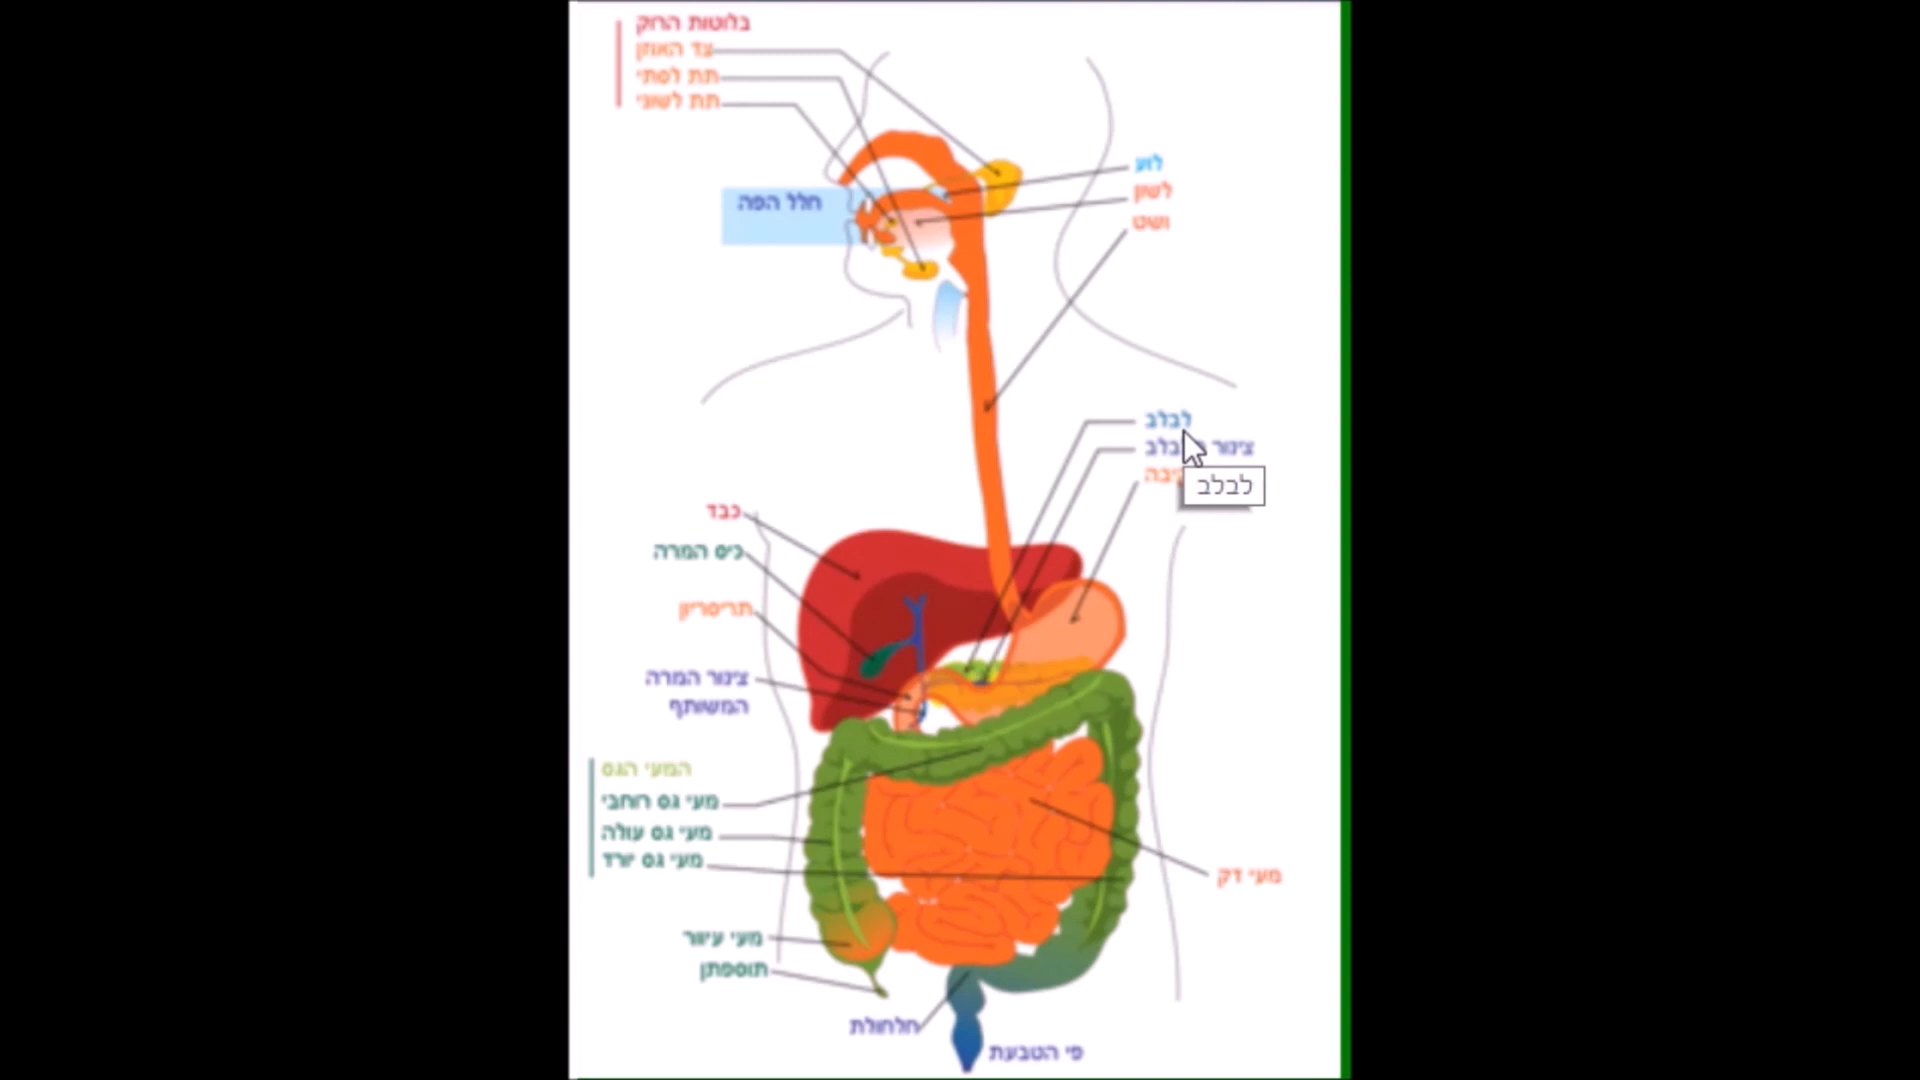 בלוטות הרוק
צד האוזן
תת לסתי
תת לשוני
לוע
לשון
ושט
חלל הפה
לבלב
צינור
לבלב
כבד
כיס המרה
תריסריון
צינור המרה
המשותף
המעי הגס
מעי גס רוחבי
מעי גס עולה
מעי גס יורד
מעי דק
מעי עיוור
תוספתן
חלחולת
פי הטבעת